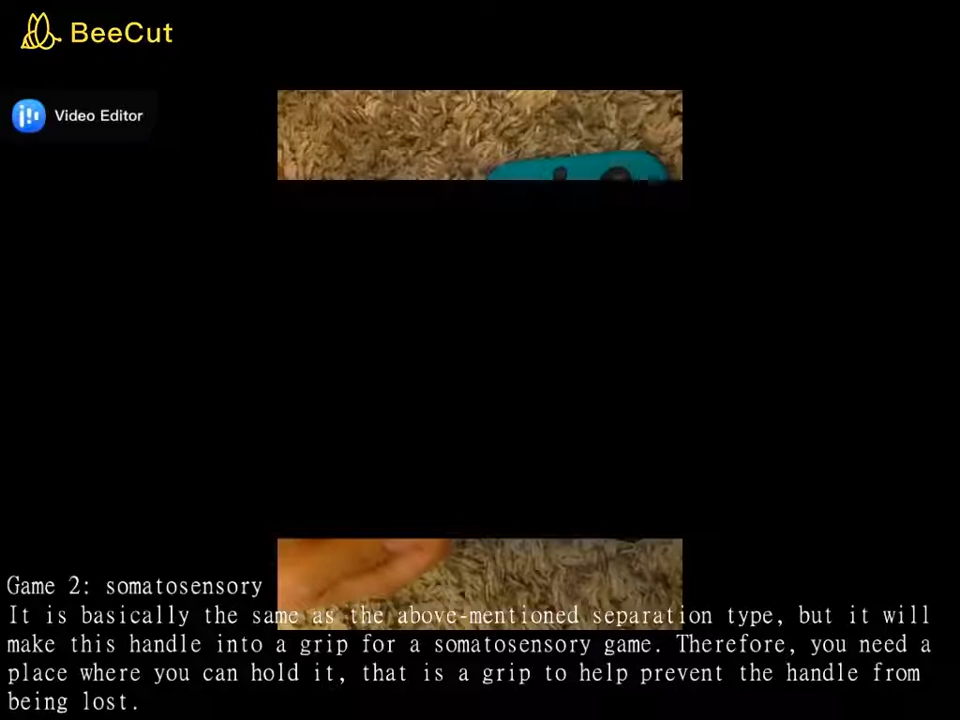 BeeCut
Video Editor
Game 2: somatosensory
It is basically the same as the above-mentioned separation type, but it will
make this handle into a grip for a somatosensory game. Therefore, you need a
place where you can hold it, that is a grip to help prevent the handle from
being lost.